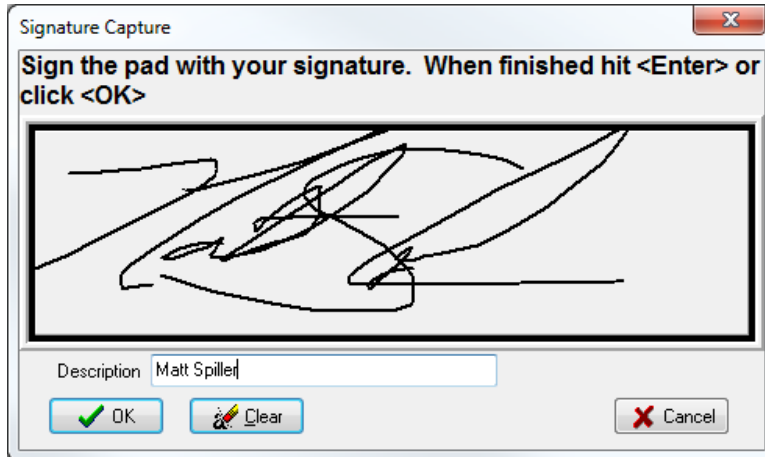 Signature Capture
Sign the pad with your signature. When finished hit <Enter> or
click <OK>
Description Matt Spiller
OK Clear Cancel